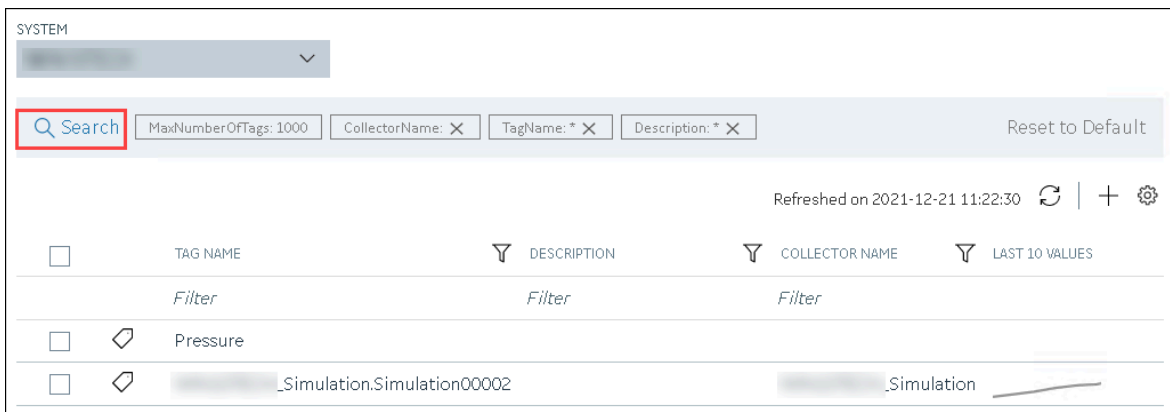 SYSTEM
Search MaxNumberOfTags: 1000 CollectorName: TagName: * Description: * Reset to Default
Refreshed on 2021-12-21 11:22:30
TAG NAME DESCRIPTION COLLECTOR NAME LAST 10 VALUES
Filter Filter Filter
Pressure
_Simulation.Simulation00002 _Simulation